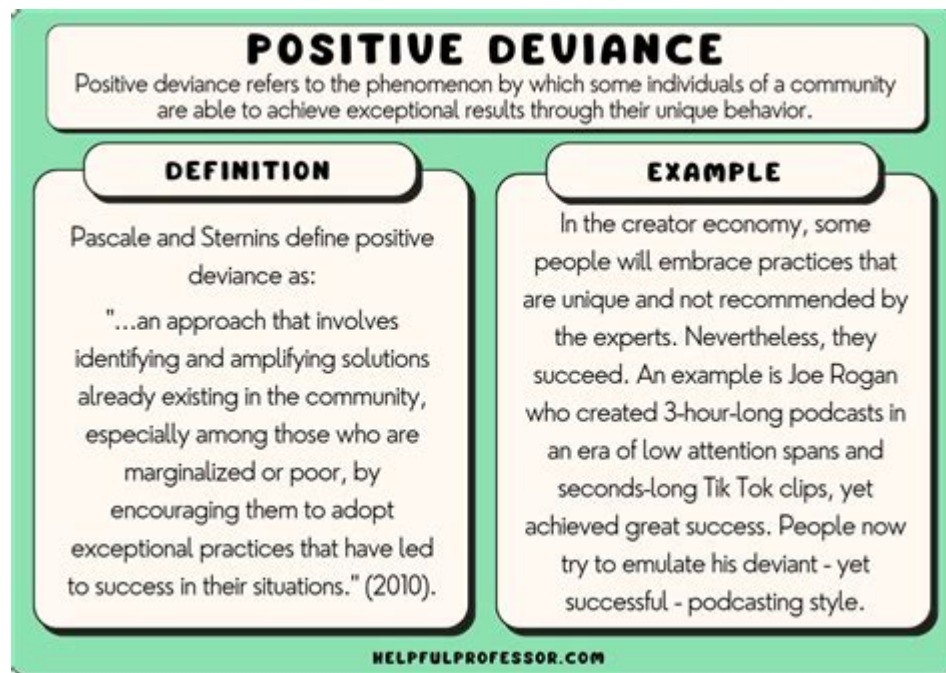 POSITIVE DEVIANCE
Positive deviance refers to the phenomenon by which some individuals of a community
are able to achieve exceptional results through their unique behavior.
DEFINITION
Pascale and Sternins define positive
deviance as:
"...an approach that involves
identifying and amplifying solutions
already existing in the community,
especially among those who are
marginalized or poor, by
encouraging them to adopt
exceptional practices that have led
to success in their situations." (2010).
EXAMPLE
In the creator economy, some
people will embrace practices that
are unique and not recommended by
the experts. Nevertheless, they
succeed. An example is Joe Rogan
who created 3-hour-long podcasts in
an era of low attention spans and
seconds-long Tik Tok clips, yet
achieved great success. People now
try to emulate his deviant - yet
successful - podcasting style.
HELPFULPROFESSOR.COM